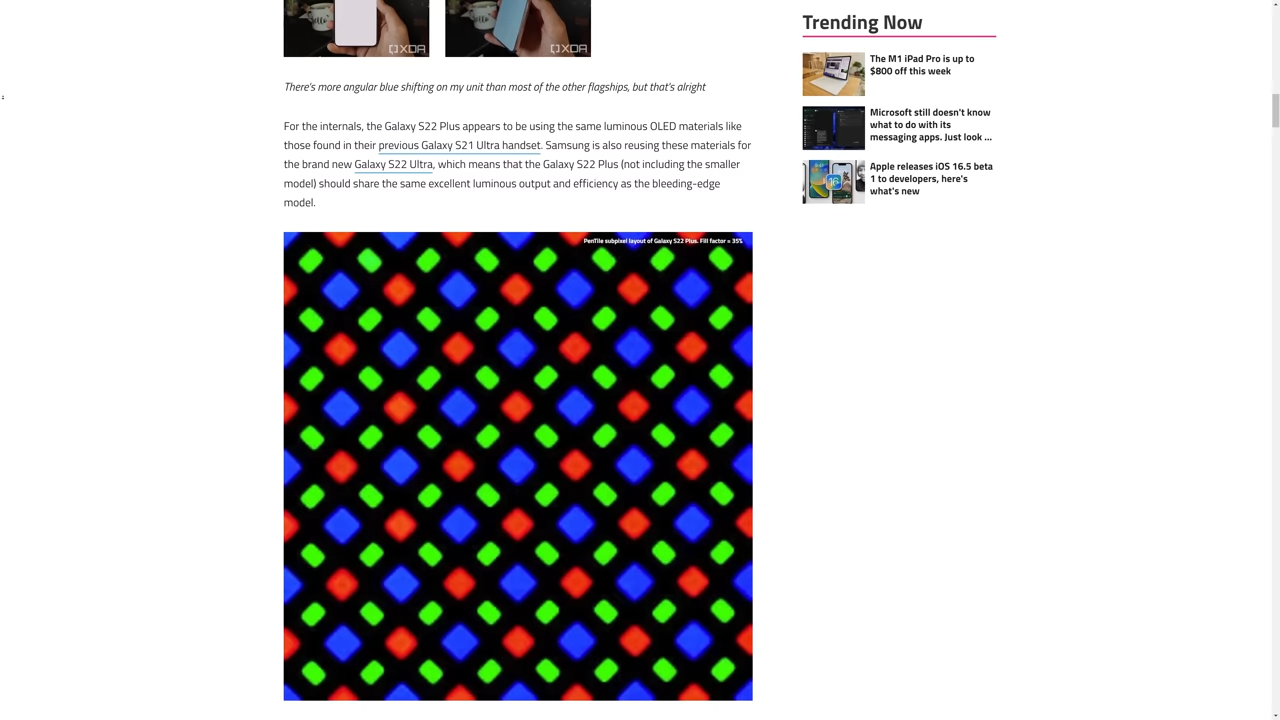 XDA
XDA
There's more angular blue shifting on my unit than most of the other flagships, but that's alright
For the internals, the Galaxy S22 Plus appears to be using the same luminous OLED materials like
those found in their previous Galaxy S21 Ultra handset. Samsung is also reusing these materials for
the brand new Galaxy S22 Ultra, which means that the Galaxy S22 Plus (not including the smaller
model) should share the same excellent luminous output and efficiency as the bleeding-edge
model.
PenTile subpixel layout of Galaxy S22 Plus. Fill factor = 35%
Trending Now
The M1 iPad Pro is up to
$800 off this week
Microsoft still doesn't know
what to do with its
messaging apps. Just look ...
16
Apple releases iOS 16.5 beta
1 to developers, here's
what's new